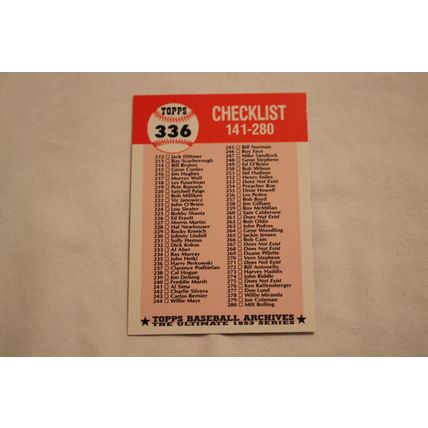 TOPPS
336
CHECKLIST
141-280
212 Jack Dittmer
213 Ray Scarborough
214 Bill Bruton
215 Gene Conley
216 Jim Hughes
217 Murray Wall
218 Les Fusselman
219 Pete Runnels
220 Satchell Paige
221 Bob Milliken
222 Vic Janowicz
223 John O'Brien
224 Lou Sleater
225 Bobby Shantz
226 Ed Erautt
227 Morris Martin
228 Hal Newhouser
229 Rocky Krsnich
230 Johnny Lindell
231 Solly Hemus
232 Dick Kokos
233 Al Aber
234 Ray Murray
235 John Hetki
236 Harry Perkowski
237 Clarence Podbielan
238 Cal Hogue
239 Jim Delsing
240 Freddie Marsh
241 Al Sima
242 Charlie Silvera
243 Carlos Bernier
244 Willie Mays
245 Bill Norman
246 Roy Face
247 Mike Sandlock
248 Gene Stephens
249 Ed O'Brien
250 Bob Wilson
251 Sid Hudson
252 Henry Foiles
253 Does Not Exist
254 Preacher Roe
255 Dixie Howell
256 Les Peden
257 Bob Boyd
258 Jim Gilliam
259 Roy McMillan
260 Sam Calderone
261 Does Not Exist
262 Bob Oldis
263 John Podres
264 Gene Woodling
265 Jackie Jensen
266 Bob Cain
267 Does Not Exist
268 Does Not Exist
269 Duane Pillette
270 Vern Stephens
271 Does Not Exist
272 Bill Antonello
273 Harvey Haddix
274 John Riddle
275 Does Not Exist
276 Ken Raffensberger
277 Don Lund
278 Willie Miranda
279 Joe Coleman
280 Milt Bolling
TOPPS BASEBALL ARCHIVES
THE ULTIMATE 1953 SERIES